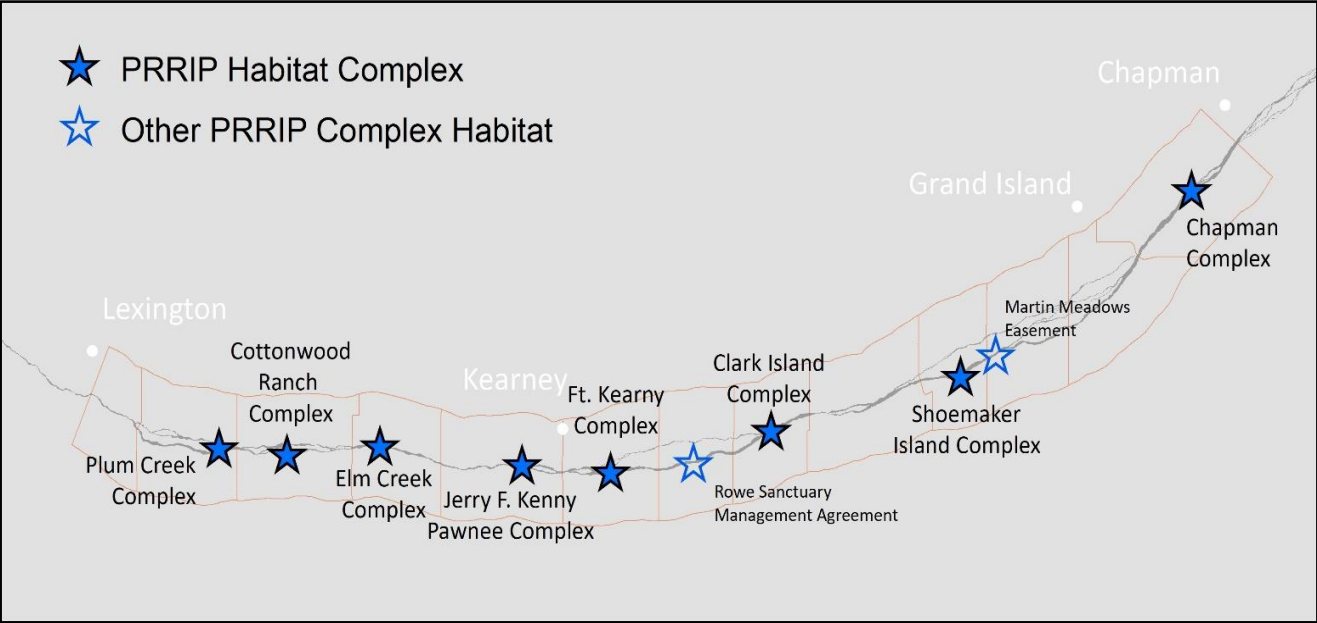 PRRIP Habitat Complex
Other PRRIP Complex Habitat
Chapman
Grand Island
Chapman
Complex
Lexington
Martin Meadows
Easement
Cottonwood
Ranch
Complex
Kearney
Clark Island
Complex
Ft. Kearny
Complex
Shoemaker
Island Complex
Plum Creek
Complex
Elm Creek
Complex
Jerry F. Kenny
Pawnee Complex
Rowe Sanctuary
Management Agreement